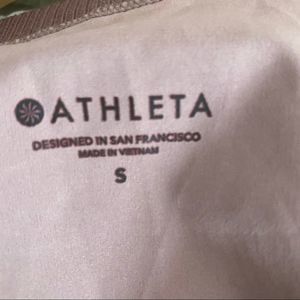 ATHLETA
DESIGNED IN SAN FRANCISCO
MADE IN VIETNAM
S